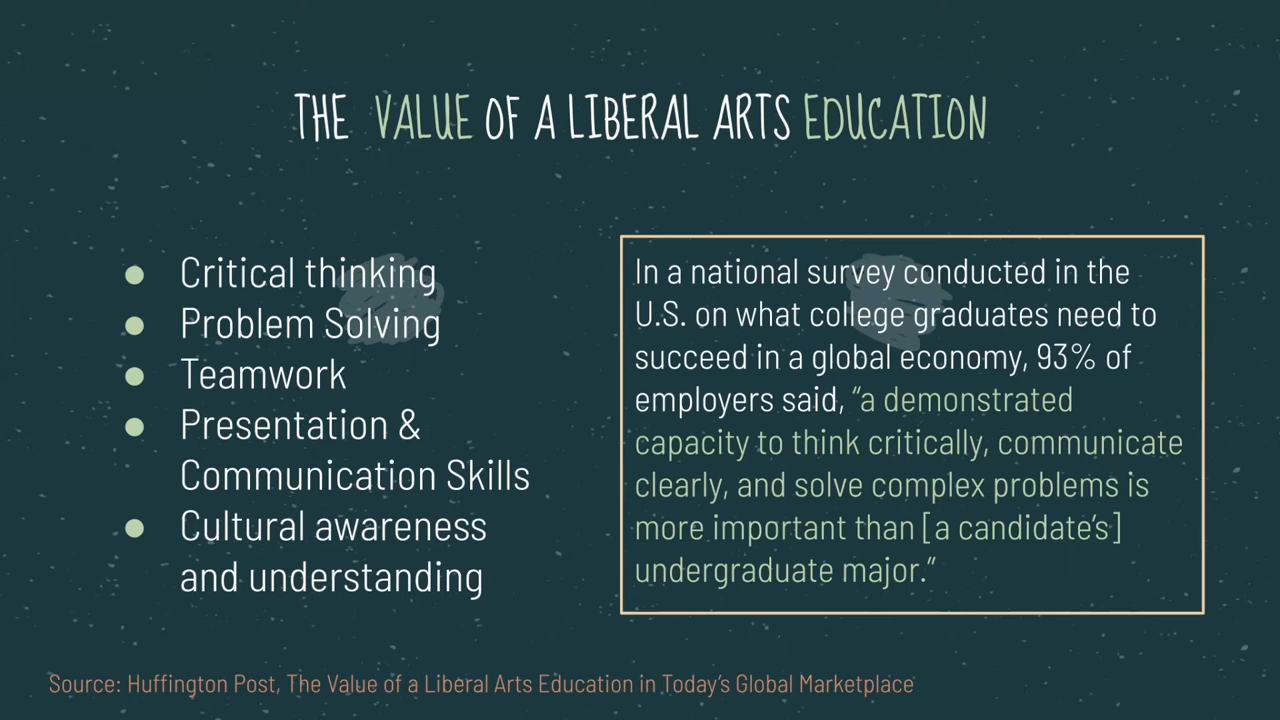 THE VALUE OF A LIBERAL ARTS EDUCATION
● Critical thinking
● Problem Solving
● Teamwork
● Presentation &
Communication Skills
● Cultural awareness
and understanding
In a national survey conducted in the
U.S. on what college graduates need to
succeed in a global economy, 93% of
employers said, “a demonstrated
capacity to think critically, communicate
clearly, and solve complex problems is
more important than [a candidate’s]
undergraduate major.”
Source: Huffington Post, The Value of a Liberal Arts Education in Today’s Global Marketplace